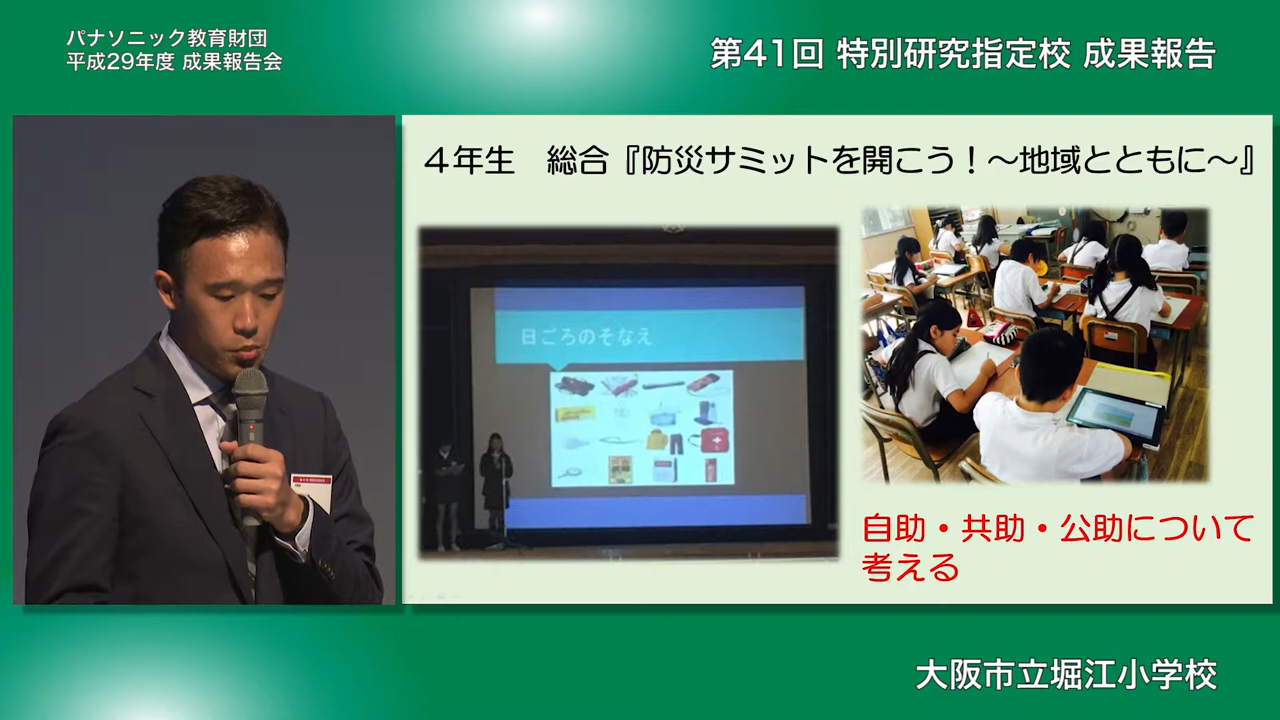 パナソニック教育財団
平成29年度 成果報告会
第41回 特別研究指定校 成果報告
４年生　総合『防災サミットを開こう！～地域とともに～』
日ごろのそなえ
自助・共助・公助について
考える
大阪市立堀江小学校